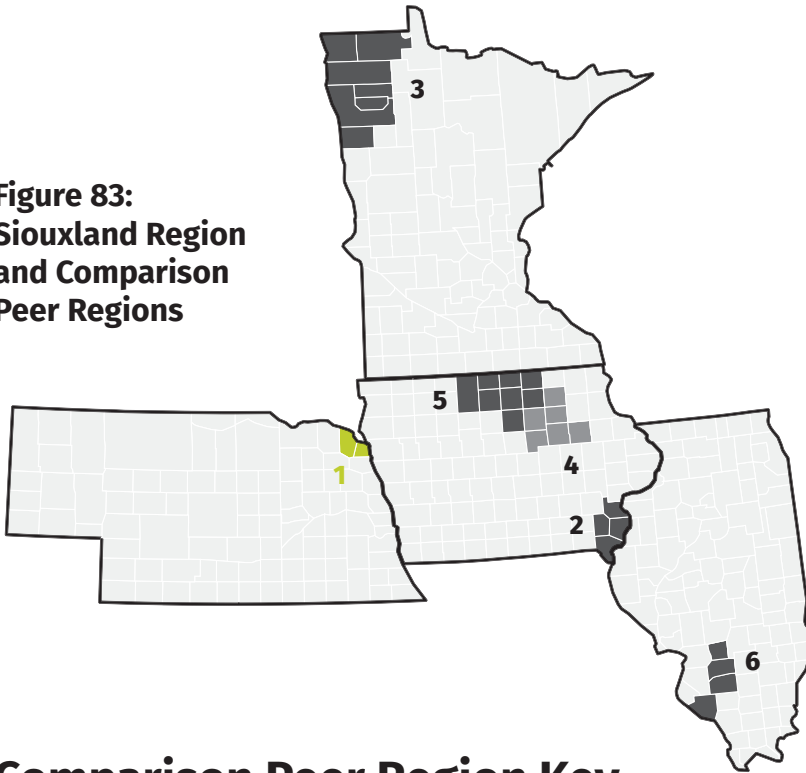 3
Figure 83:
Siouxland Region
and Comparison
Peer Regions
5
1
4
2
6
Comparison Peer Region Key